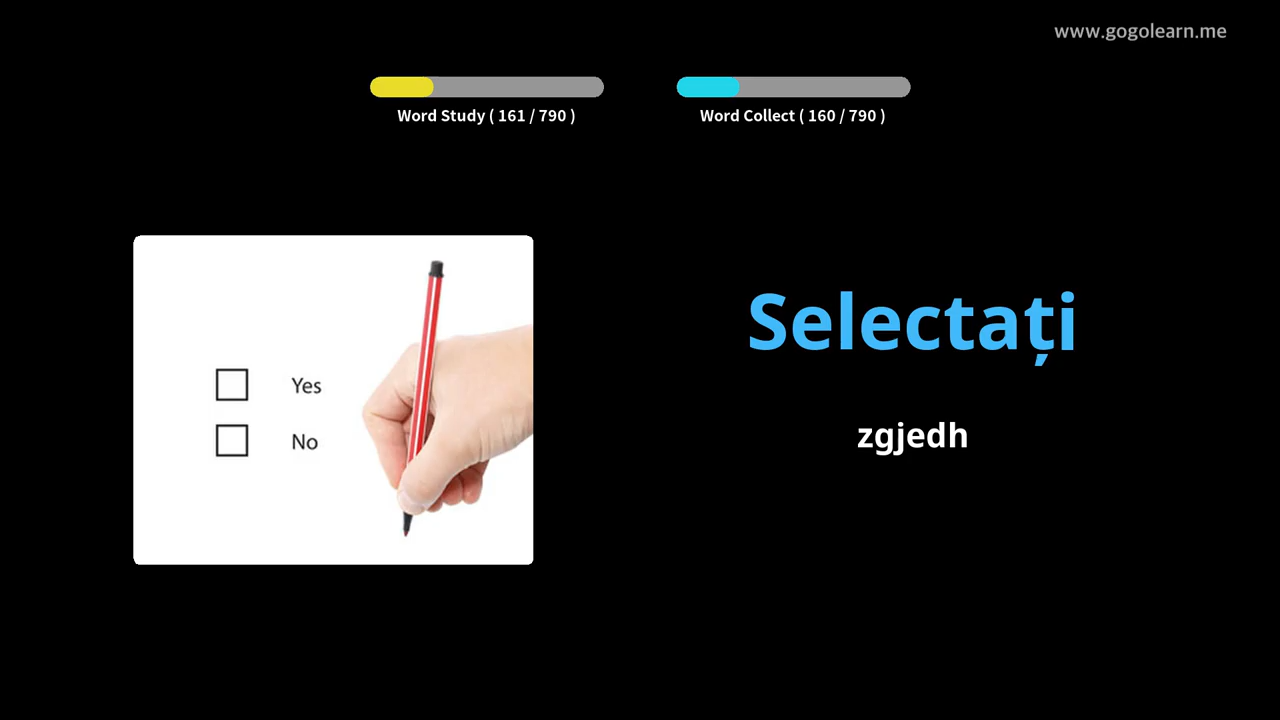 www.gogolearn.me
Word Study ( 161 / 790 )
Word Collect ( 160 / 790 )
Yes
No
Selectați
zgjedh